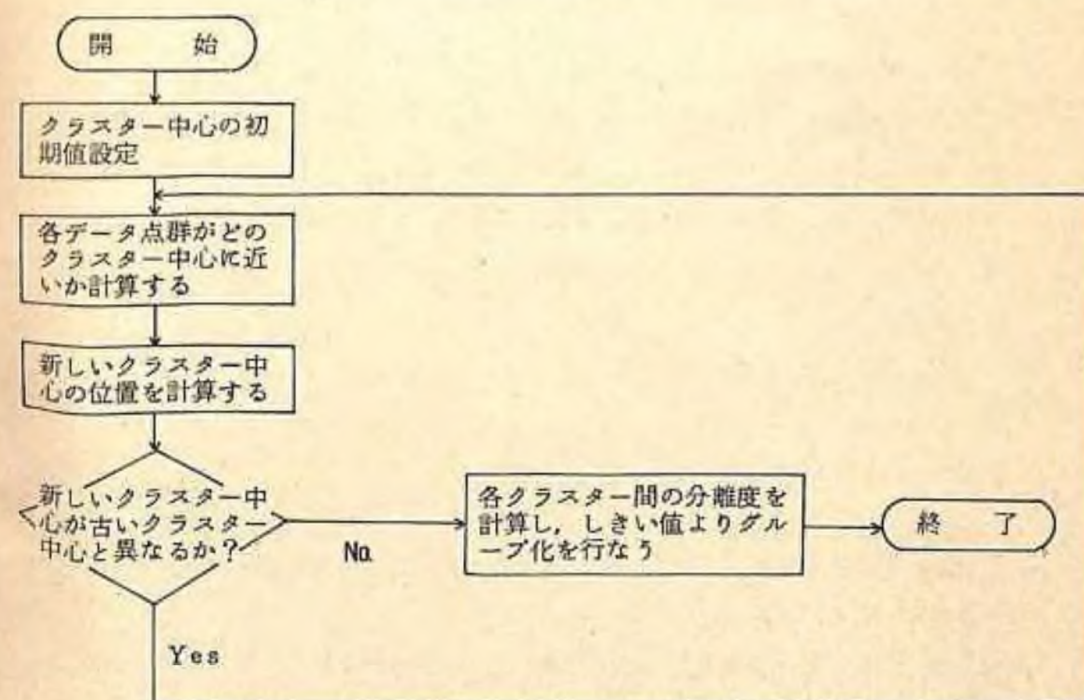 開 始
クラスター中心の初
期値設定
各データ点群がどの
クラスター中心に近
いか計算する
新しいクラスター中
心の位置を計算する
新しいクラスター中
心が古いクラスター
中心と異なるか?
No.
各クラスター間の分離度を
計算し,しきい値よりグル
ープ化を行なう
終 了
Yes